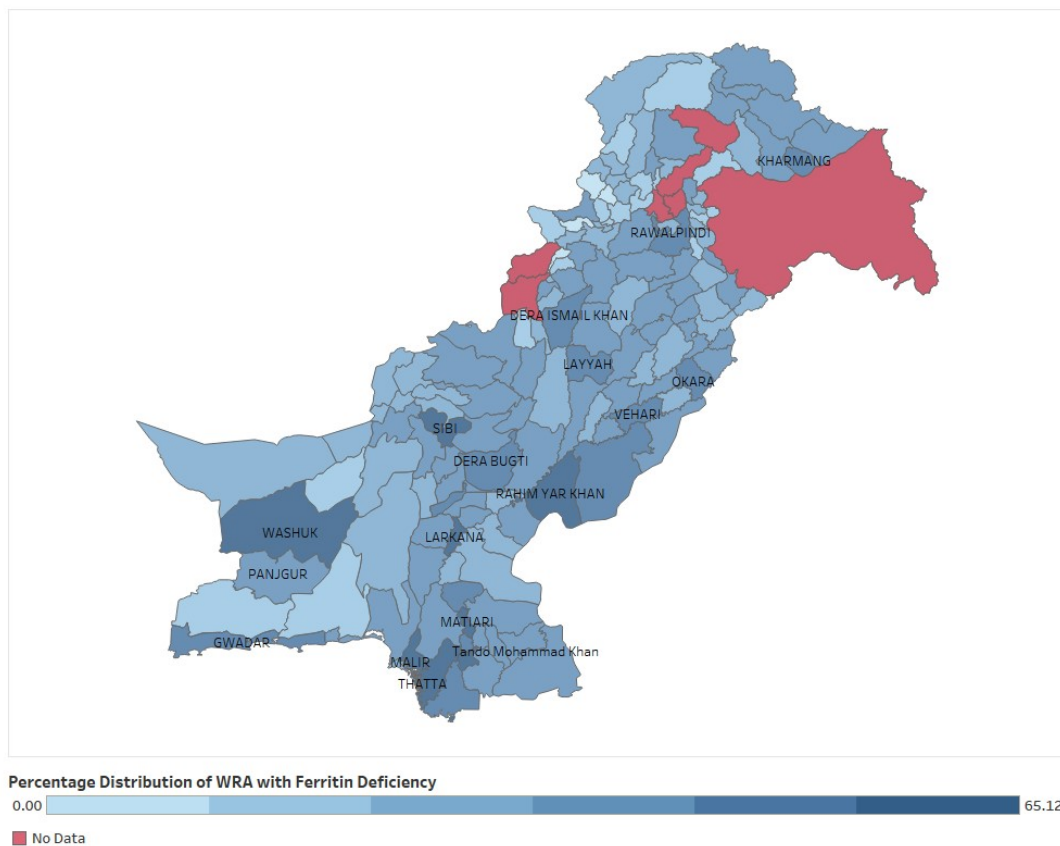 KHARMANG
RAWALPINDI
DERA ISMAIL KHAN
LAYYAH
OKARA
VEHARI
SIBI
DERA BUGTI
RAHIM YAR KHAN
WASHUK
LARKANA
PANJGUR
MATIARI
GWADAR
Tando Mohammad Khan
MALIR
THATTA
Percentage Distribution of WRA with Ferritin Deficiency
0.00 65.12
No Data